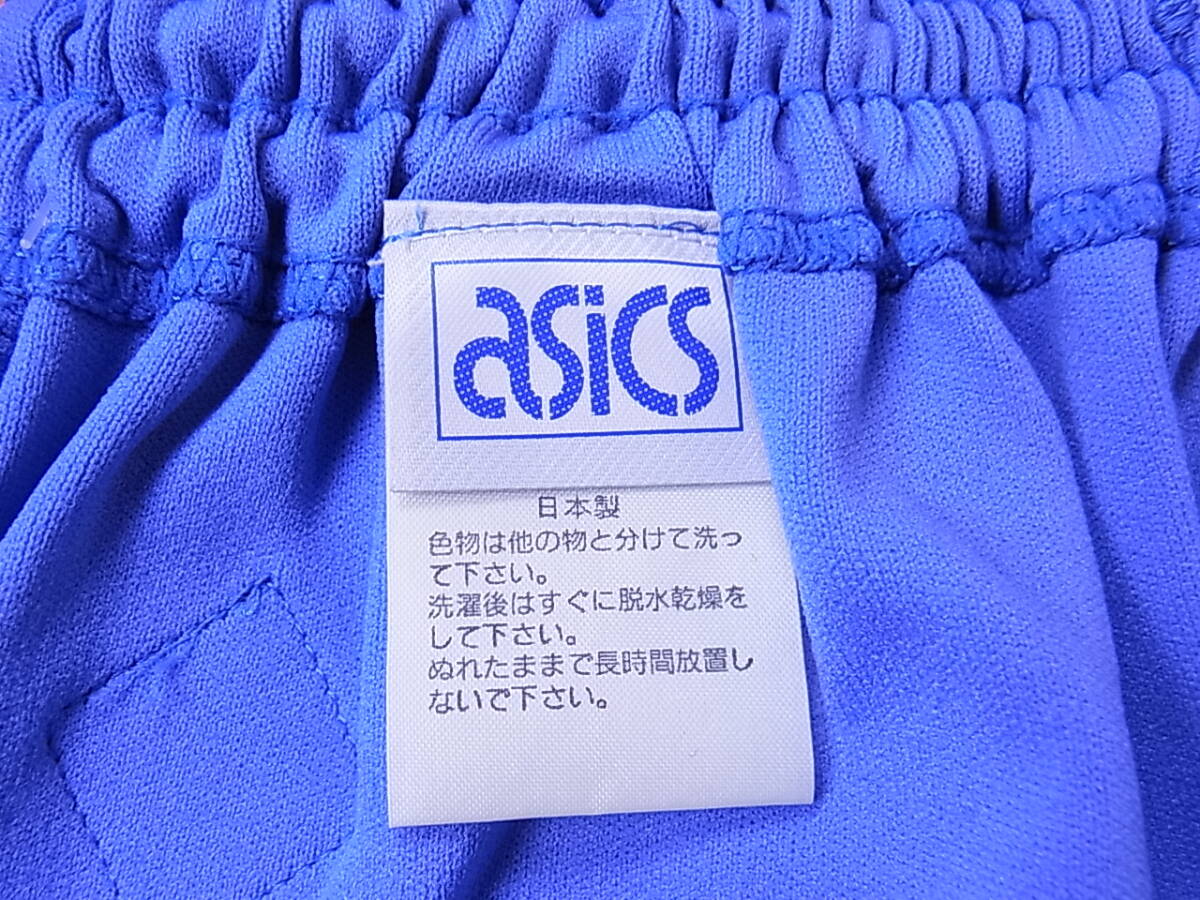 asics
日本製
色物は他の物と分けて洗っ
て下さい。
洗濯後はすぐに脱水乾燥を
して下さい。
ぬれたままで長時間放置し
ないで下さい。